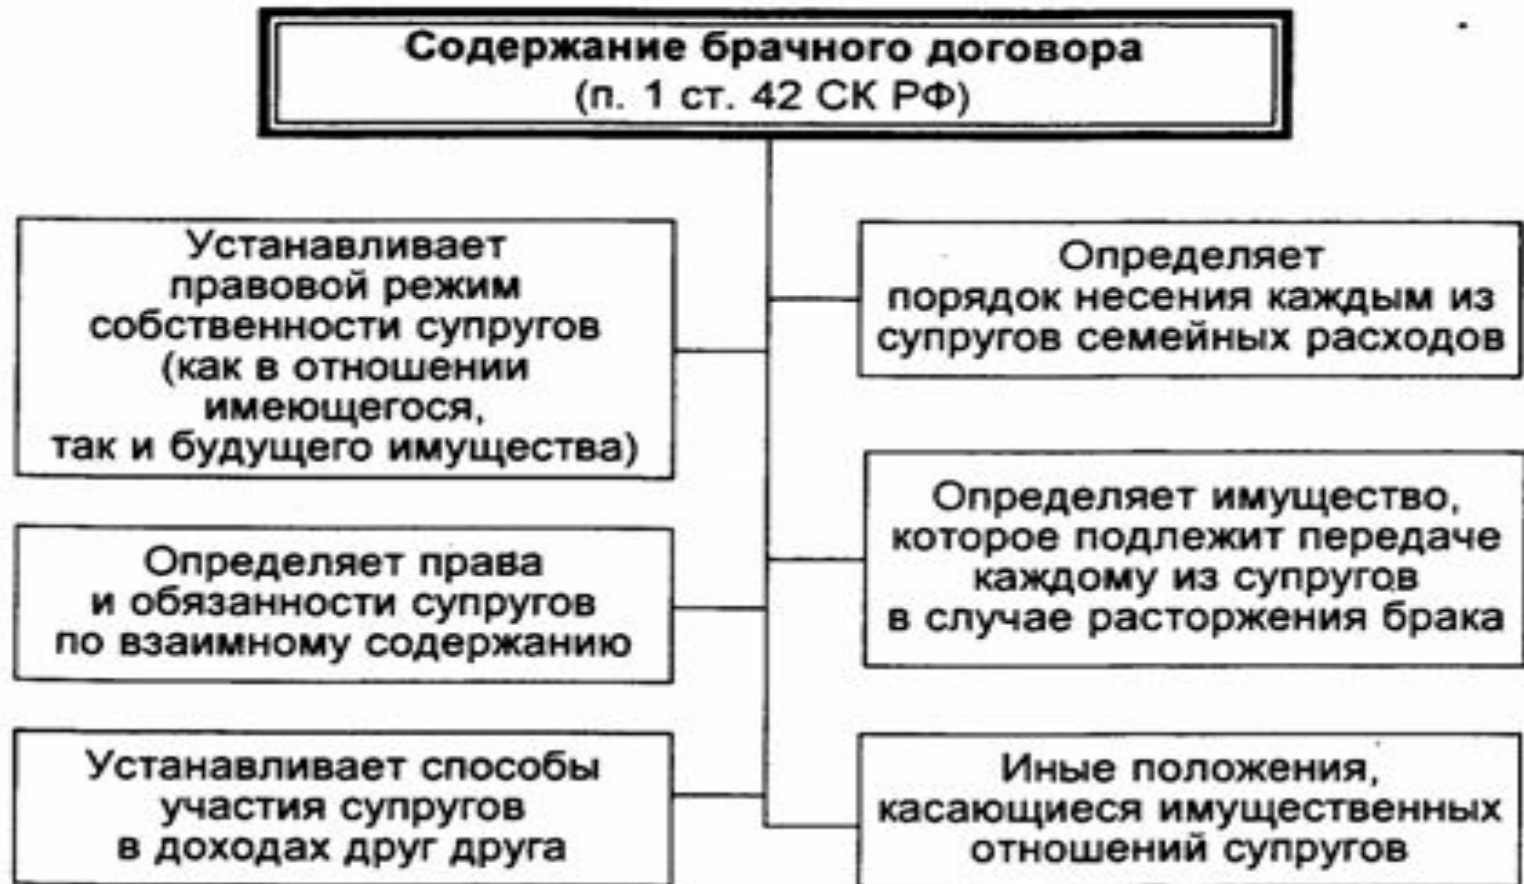 Содержание брачного договора
(п. 1 ст. 42 СК РФ)
Устанавливает
правовой режим
собственности супругов
(как в отношении
имеющегося,
так и будущего имущества)
Определяет
порядок несения каждым из
супругов семейных расходов
Определяет права
и обязанности супругов
по взаимному содержанию
Определяет имущество,
которое подлежит передаче
каждому из супругов
в случае расторжения брака
Устанавливает способы
участия супругов
в доходах друг друга
Иные положения,
касающиеся имущественных
отношений супругов